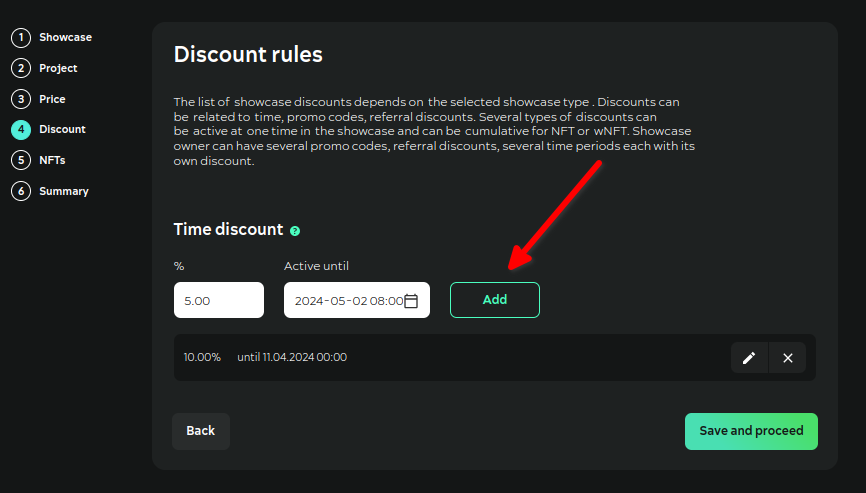 1 Showcase
2 Project
3 Price
4 Discount
5 NFTs
6 Summary
Discount rules
The list of showcase discounts depends on the selected showcase type . Discounts can
be related to time, promo codes, referral discounts. Several types of discounts can
be active at one time in the showcase and can be cumulative for NFT or wNFT. Showcase
owner can have several promo codes, referral discounts, several time periods each with its
own discount.
Time discount ?
% Active until
5.00 2024-05-02 08:00 Add
10.00% until 11.04.2024 00:00
Back Save and proceed